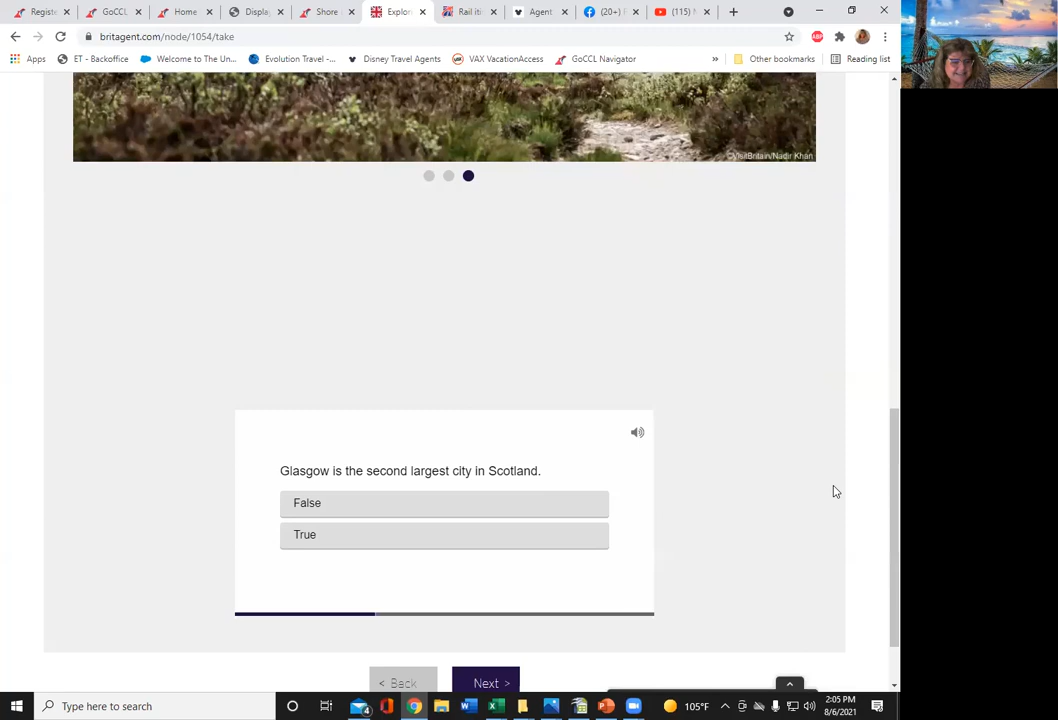 Registe
GoCCL
Home
Displa
Shore
Explor
Rail iti
Agent
(20+) F
(115) N
britagent.com/node/1054/take
ABP
Apps
ET - Backoffice
Welcome to The Un...
Evolution Travel -...
Disney Travel Agents
VAX VacationAccess
GoCCL Navigator
»
Other bookmarks
Reading list
©VisitBritain/Nadir Khan
Glasgow is the second largest city in Scotland.
False
True
< Back
Next >
Type here to search
4
105°F
2:05 PM
8/6/2021